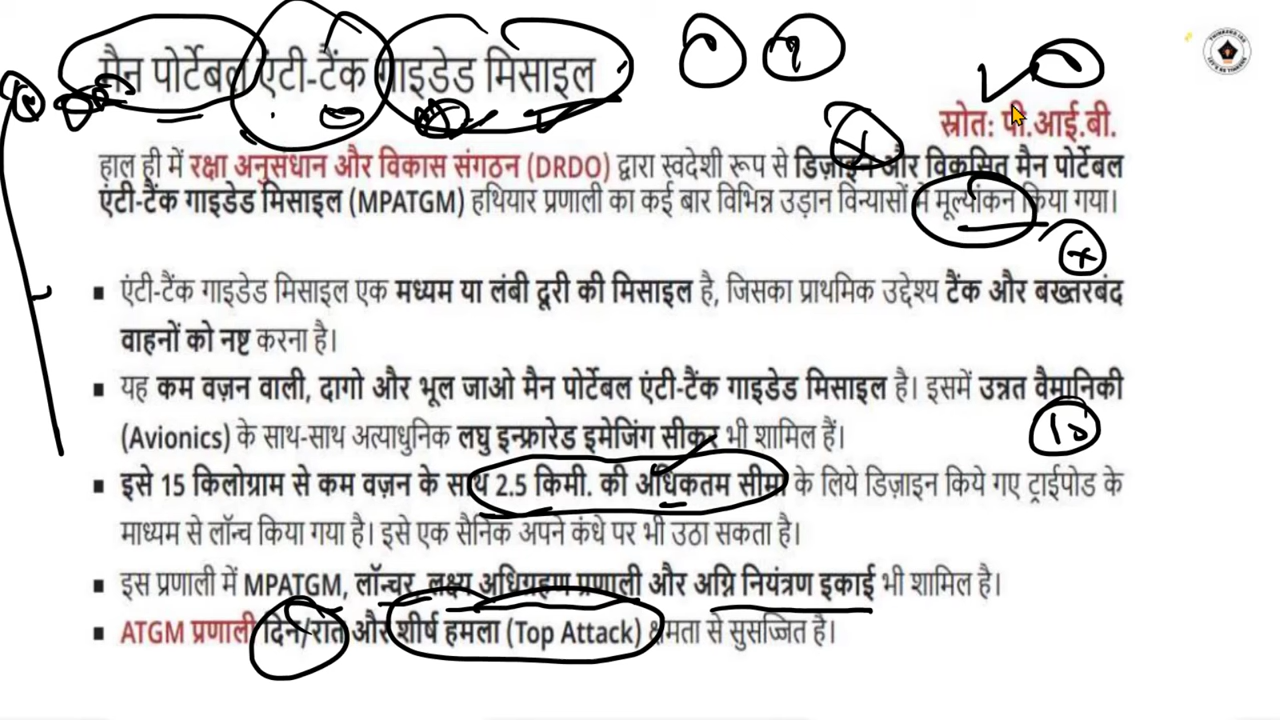 मैन पोर्टेबल एंटी-टैंक गाइडेड मिसाइल
स्रोत: पी.आई.बी.
हाल ही में रक्षा अनुसंधान और विकास संगठन (DRDO) द्वारा स्वदेशी रूप से डिज़ाइन और विकसित मैन पोर्टेबल
एंटी-टैंक गाइडेड मिसाइल (MPATGM) हथियार प्रणाली का कई बार विभिन्न उड़ान विन्यासों में मूल्यांकन किया गया।
▪ एंटी-टैंक गाइडेड मिसाइल एक मध्यम या लंबी दूरी की मिसाइल है, जिसका प्राथमिक उद्देश्य टैंक और बख्तरबंद
वाहनों को नष्ट करना है।
▪ यह कम वज़न वाली, दागो और भूल जाओ मैन पोर्टेबल एंटी-टैंक गाइडेड मिसाइल है। इसमें उन्नत वैमानिकी
(Avionics) के साथ-साथ अत्याधुनिक लघु इन्फ्रारेड इमेजिंग सीकर भी शामिल हैं।
▪ इसे 15 किलोग्राम से कम वज़न के साथ 2.5 किमी. की अधिकतम सीमा के लिये डिज़ाइन किये गए ट्राईपोड के
माध्यम से लॉन्च किया गया है। इसे एक सैनिक अपने कंधे पर भी उठा सकता है।
▪ इस प्रणाली में MPATGM, लॉन्चर, लक्ष्य अधिग्रहण प्रणाली और अग्नि नियंत्रण इकाई भी शामिल है।
▪ ATGM प्रणाली दिन/रात और शीर्ष हमला (Top Attack) क्षमता से सुसज्जित है।